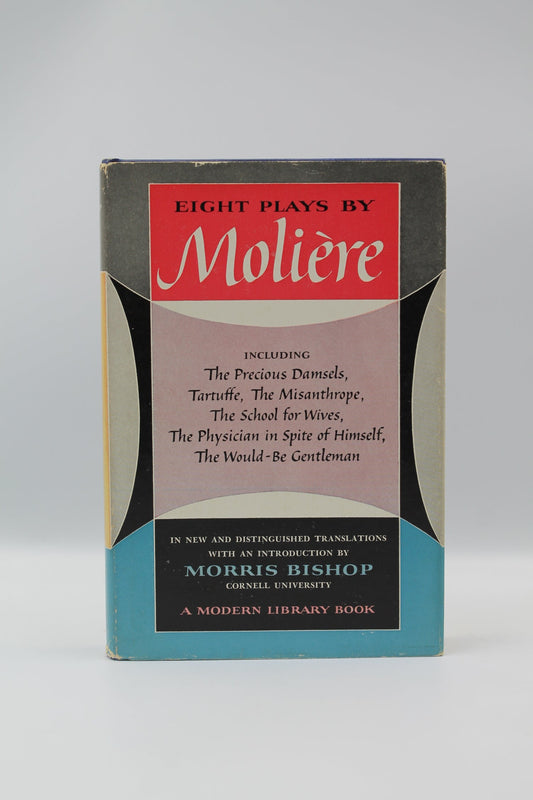 EIGHT PLAYS BY
Molière
INCLUDING
The Precious Damsels,
Tartuffe, The Misanthrope,
The School for Wives,
The Physician in Spite of Himself,
The Would-Be Gentleman
IN NEW AND DISTINGUISHED TRANSLATIONS
WITH AN INTRODUCTION BY
MORRIS BISHOP
CORNELL UNIVERSITY
A MODERN LIBRARY BOOK